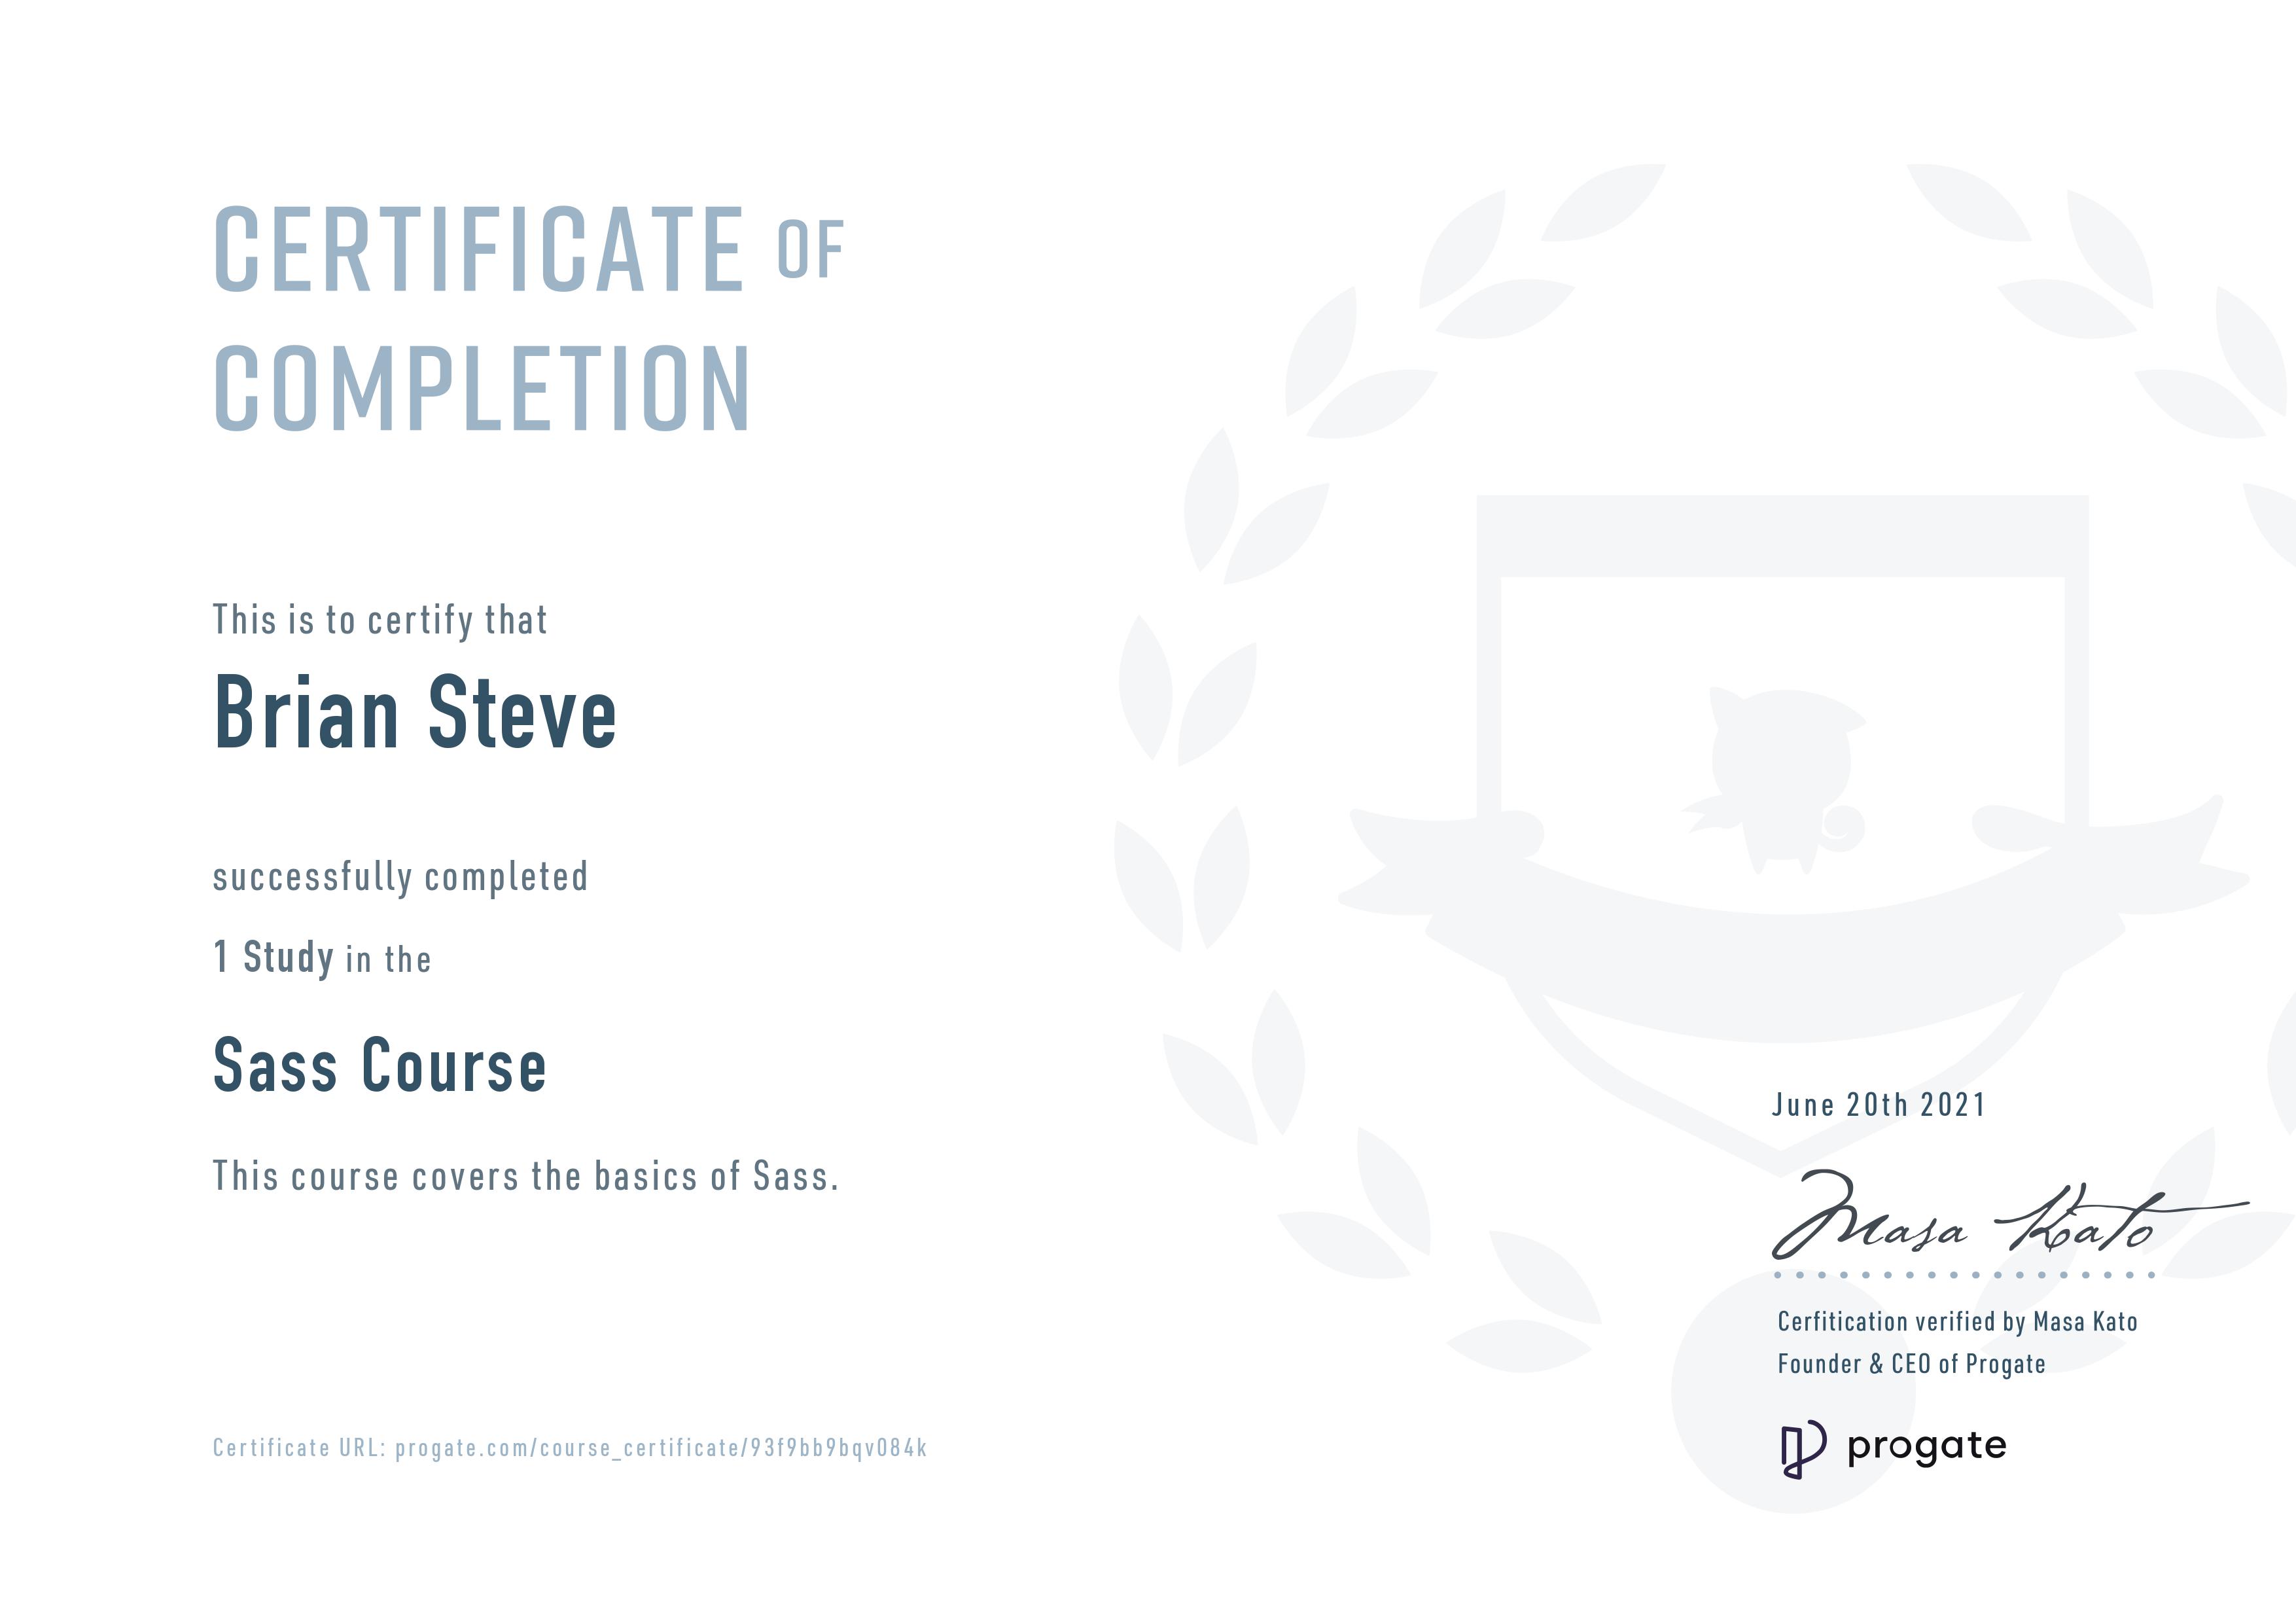 CERTIFICATE OF
COMPLETION
This is to certify that
Brian Steve
successfully completed
1 Study in the
Sass Course
This course covers the basics of Sass.
Certificate URL: progate.com/course_certificate/93f9bb9bqv084k
June 20th 2021
Masa Kato
Cerfitication verified by Masa Kato
Founder & CEO of Progate
progate